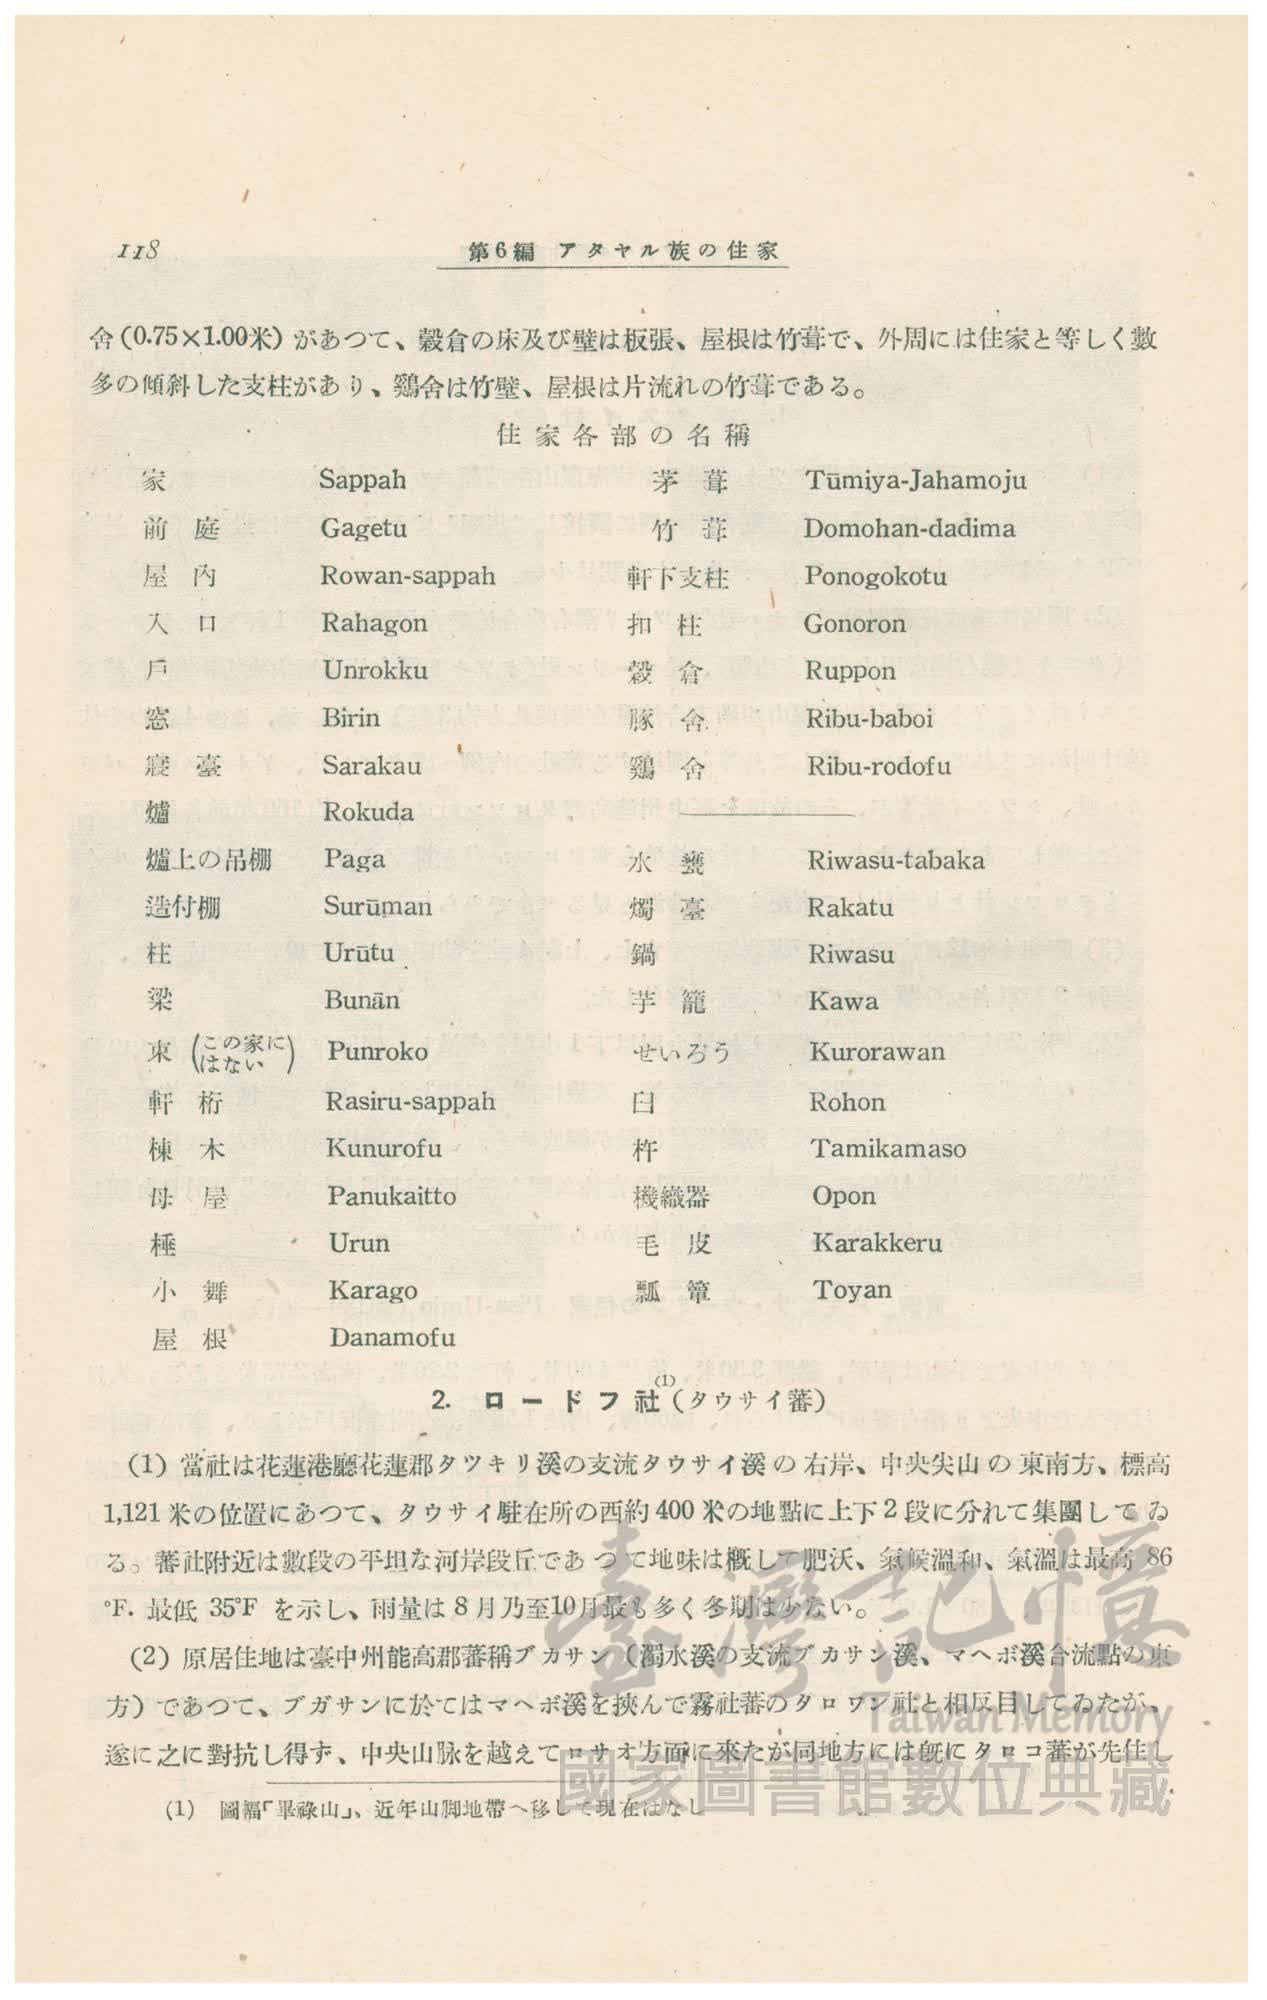 118
第6編 アタヤル族の住家
舍(0.75×1.00米)があつて、穀倉の床及び壁は板張、屋根は竹葺で、外周には住家と等しく數
多の傾斜した支柱があり、鷄舍は竹壁、屋根は片流れの竹葺である。
住家各部の名稱
家 Sappah
前庭 Gagetu
屋內 Rowan-sappah
入口 Rahagon
戶 Unrokku
窓 Birin
寢臺 Sarakau
爐 Rokuda
爐上の吊棚 Paga
造付棚 Surūman
柱 Urūtu
梁 Bunān
束(この家にはない) Punroko
軒桁 Rasiru-sappah
棟木 Kunurofu
母屋 Panukaitto
棰 Urun
小舞 Karago
屋根 Danamofu
茅葺 Tūmiya-Jahamoju
竹葺 Domohan-dadima
軒下支柱 Ponogokotu
扣柱 Gonoron
穀倉 Ruppon
豚舍 Ribu-baboi
鷄舍 Ribu-rodofu
水甕 Riwasu-tabaka
燭臺 Rakatu
鍋 Riwasu
芋籠 Kawa
せいろう Kurorawan
臼 Rohon
杵 Tamikamaso
機織器 Opon
毛皮 Karakkeru
瓢簞 Toyan
2. ロードフ社(1)(タウサイ蕃)
(1) 當社は花蓮港廳花蓮郡タツキリ溪の支流タウサイ溪の右岸、中央尖山の東南方、標高
1,121米の位置にあつて、タウサイ駐在所の西約400米の地點に上下2段に分れて集團してゐ
る。蕃社附近は數段の平坦な河岸段丘であつて地味は概して肥沃、氣候溫和、氣溫は最高86
°F. 最低 35°F を示し、雨量は8月乃至10月最も多く冬期は少ない。
(2) 原居住地は臺中州能高郡蕃稱ブカサン(濁水溪の支流ブカサン溪、マヘボ溪合流點の東
方)であつて、ブガサンに於てはマヘボ溪を挾んで霧社蕃のタロワン社と相反目してゐたが、
遂に之に對抗し得ず、中央山脉を越えてロサオ方面に來たが同地方には旣にタロコ蕃が先住し
(1) 圖幅「畢祿山」、近年山脚地帶へ移して現在はなし
臺灣記憶
Taiwan Memory
國家圖書館數位典藏